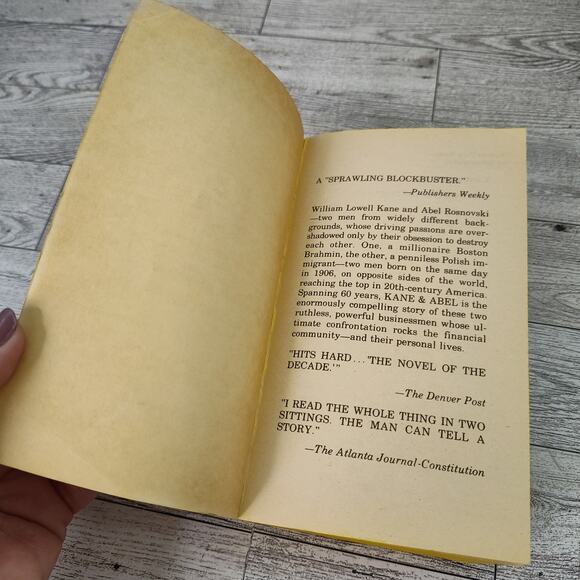 A "SPRAWLING BLOCKBUSTER."
—Publishers Weekly
William Lowell Kane and Abel Rosnovski
—two men from widely different back-
grounds, whose driving passions are over-
shadowed only by their obsession to destroy
each other. One, a millionaire Boston
Brahmin, the other, a penniless Polish im-
migrant—two men born on the same day
in 1906, on opposite sides of the world,
reaching the top in 20th-century America.
Spanning 60 years, KANE & ABEL is the
enormously compelling story of these two
ruthless, powerful businessmen whose ul-
timate confrontation rocks the financial
community—and their personal lives.
"HITS HARD...'THE NOVEL OF THE
DECADE.'"
—The Denver Post
"I READ THE WHOLE THING IN TWO
SITTINGS. THE MAN CAN TELL A
STORY."
—The Atlanta Journal-Constitution